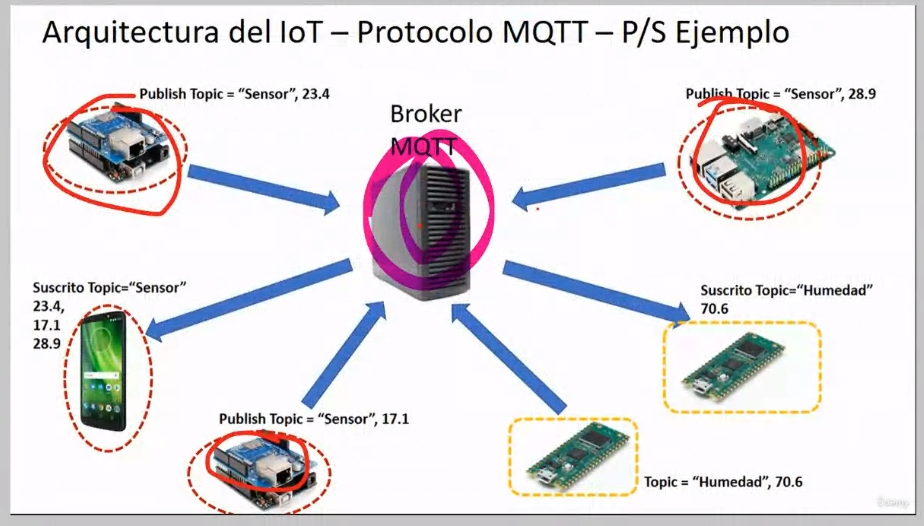 Arquitectura del IoT – Protocolo MQTT – P/S Ejemplo
Publish Topic = “Sensor”, 23.4
Publish Topic = “Sensor”, 28.9
Broker
MQTT
Suscrito Topic=“Sensor”
23.4,
17.1
28.9
Suscrito Topic=“Humedad”
70.6
Publish Topic = “Sensor”, 17.1
Topic = “Humedad”, 70.6
Udemy